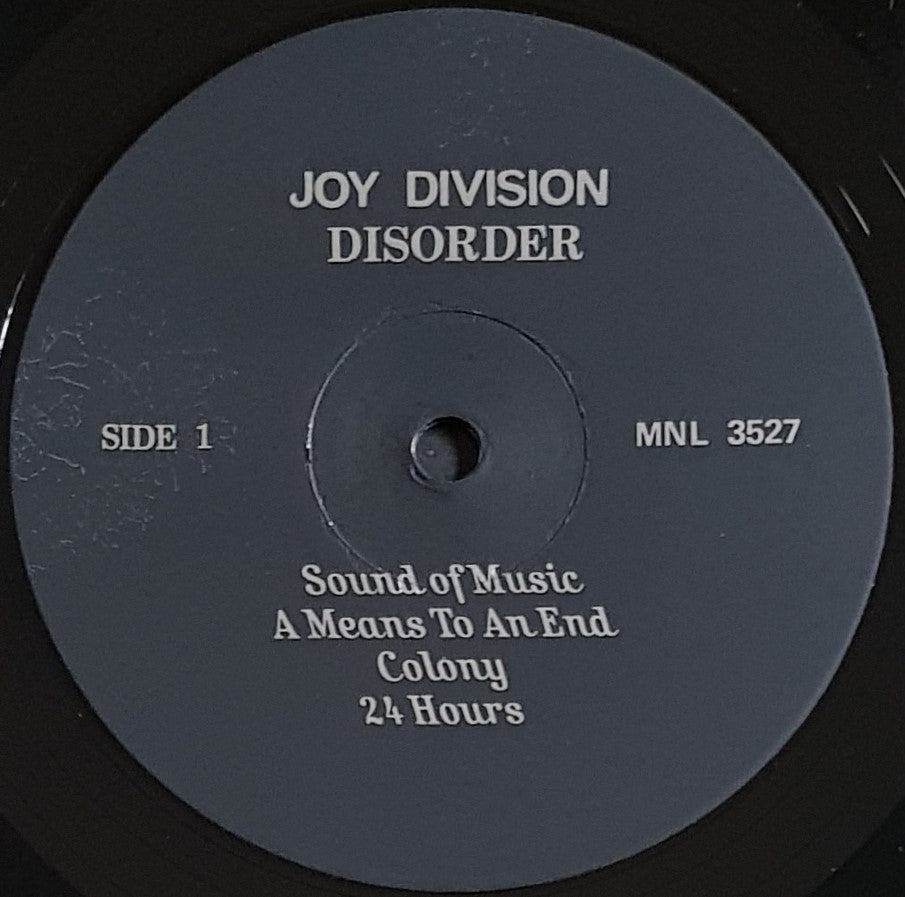 JOY DIVISION
DISORDER
SIDE 1
MNL 3527
Sound of Music
A Means To An End
Colony
24 Hours